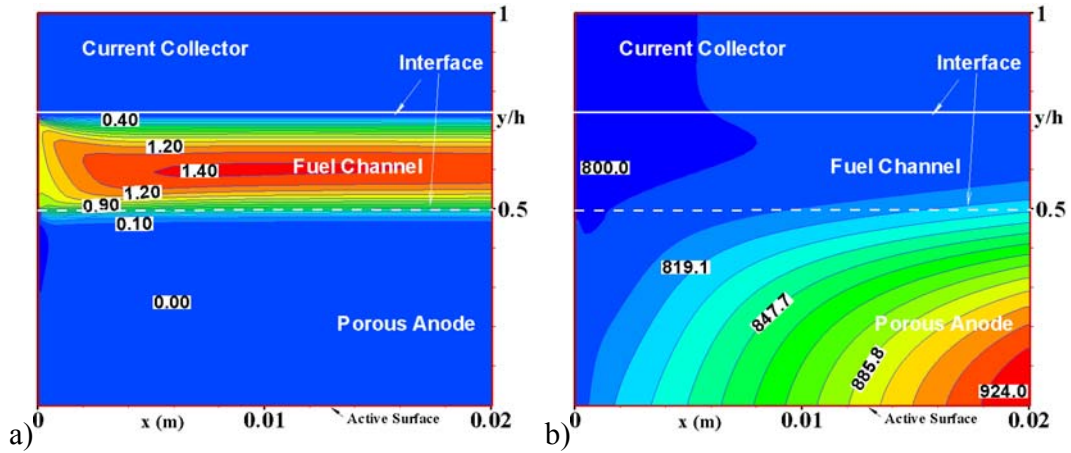 1
Current Collector
Interface
0.40
y/h
1.20
Fuel Channel
1.40
1.20
0.90
0.5
0.10
0.00
Porous Anode
0
x (m)
0.01
Active Surface
0.02
a)
1
Current Collector
Interface
y/h
800.0
Fuel Channel
0.5
819.1
847.7
Porous Anode
885.8
924.0
0
x (m)
0.01
Active Surface
0.02
b)